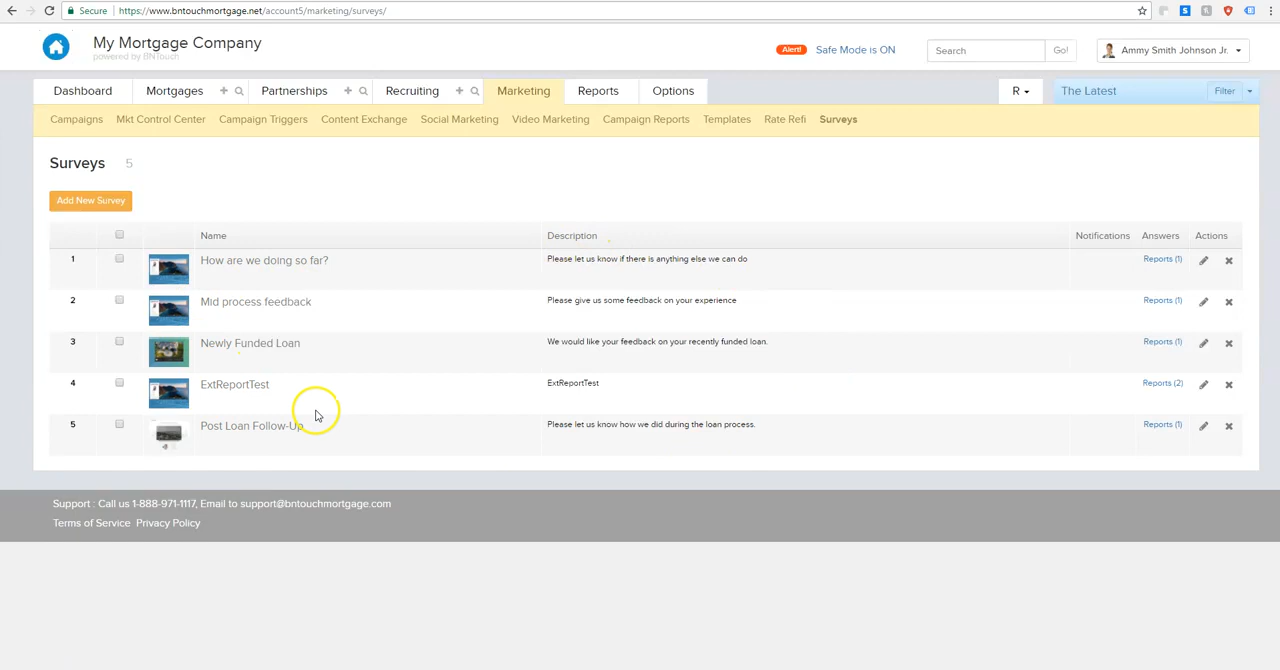 Secure https://www.bntouchmortgage.net/account5/marketing/surveys/
My Mortgage Company
powered by BNTouch
Alert! Safe Mode is ON
Search Go!
Ammy Smith Johnson Jr.
Dashboard Mortgages Partnerships Recruiting Marketing Reports Options
R
The Latest Filter
Campaigns Mkt Control Center Campaign Triggers Content Exchange Social Marketing Video Marketing Campaign Reports Templates Rate Refi Surveys
Surveys 5
Add New Survey
Name Description Notifications Answers Actions
1 How are we doing so far? Please let us know if there is anything else we can do Reports (1)
2 Mid process feedback Please give us some feedback on your experience Reports (1)
3 Newly Funded Loan We would like your feedback on your recently funded loan. Reports (1)
4 ExtReportTest ExtReportTest Reports (2)
5 Post Loan Follow-Up Please let us know how we did during the loan process. Reports (1)
Support : Call us 1-888-971-1117, Email to support@bntouchmortgage.com
Terms of Service Privacy Policy